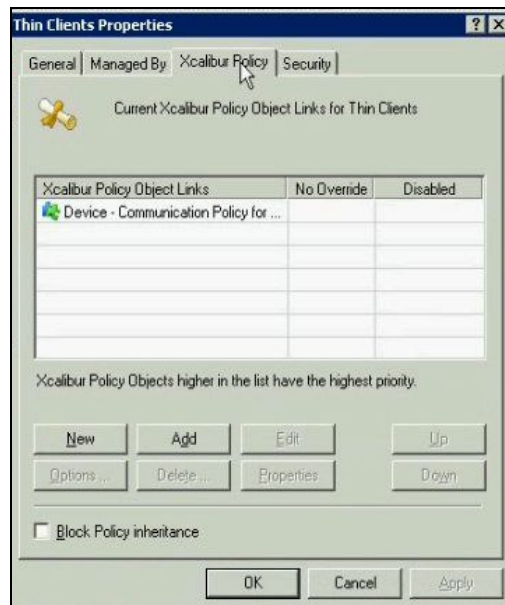 Thin Clients Properties
General Managed By Xcalibur Policy Security
Current Xcalibur Policy Object Links for Thin Clients
Xcalibur Policy Object Links No Override Disabled
Device - Communication Policy for ...
Xcalibur Policy Objects higher in the list have the highest priority.
New Add Edit Up
Options ... Delete ... Properties Down
Block Policy inheritance
OK Cancel Apply